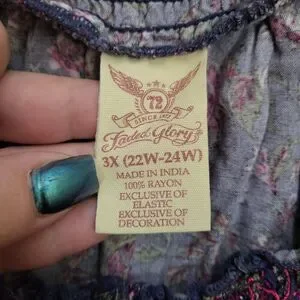 72
SINCE 1972
Faded Glory
3X (22W-24W)
MADE IN INDIA
100% RAYON
EXCLUSIVE OF
ELASTIC
EXCLUSIVE OF
DECORATION